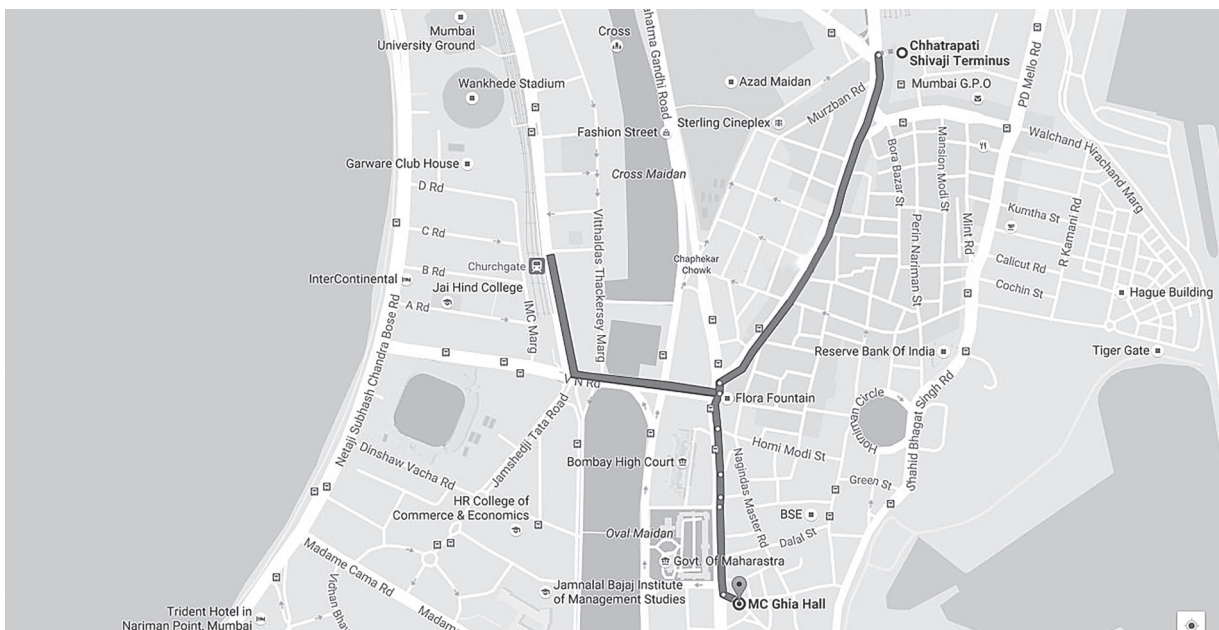 Mumbai
University Ground
Cross
ahatma Gandhi Road
Chhatrapati
Shivaji Terminus
PD Mello Rd
Wankhede Stadium
Azad Maidan
Mumbai G.P.O
Murzban Rd
Fashion Street
Sterling Cineplex
Walchand Hirachand Marg
Garware Club House
Cross Maidan
Bora Bazar St
Mansion Modi St
D Rd
Vitthaldas Thackersey Marg
Perin Nariman St
Mint Rd
Kumtha St
R Kamani Rd
C Rd
Chaphekar
Chowk
Churchgate
B Rd
Calicut Rd
InterContinental
Jai Hind College
Cochin St
Hague Building
A Rd
IMC Marg
Netaji Subhash Chandra Bose Rd
Reserve Bank Of India
Tiger Gate
V N Rd
Flora Fountain
Horniman Circle
Shahid Bhagat Singh Rd
Jamshedji Tata Road
Homi Modi St
Dinshaw Vacha Rd
Bombay High Court
Nagindas Master Rd
Green St
HR College of
Commerce & Economics
BSE
Oval Maidan
Dalal St
Madame Cama Rd
Govt. Of Maharastra
Jamnalal Bajaj Institute
of Management Studies
MC Ghia Hall
Vidhan Bhav
Madame
Trident Hotel in
Nariman Point, Mumbai